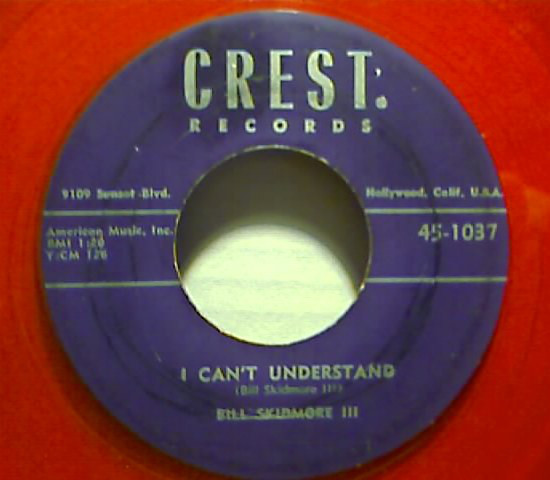 CREST
RECORDS
9109 Sunset Blvd.
Hollywood, Calif. U.S.A.
American Music, Inc.
BMI 1:20
45-1037
I CAN'T UNDERSTAND
(Bill Skidmore III)
BILL SKIDMORE III